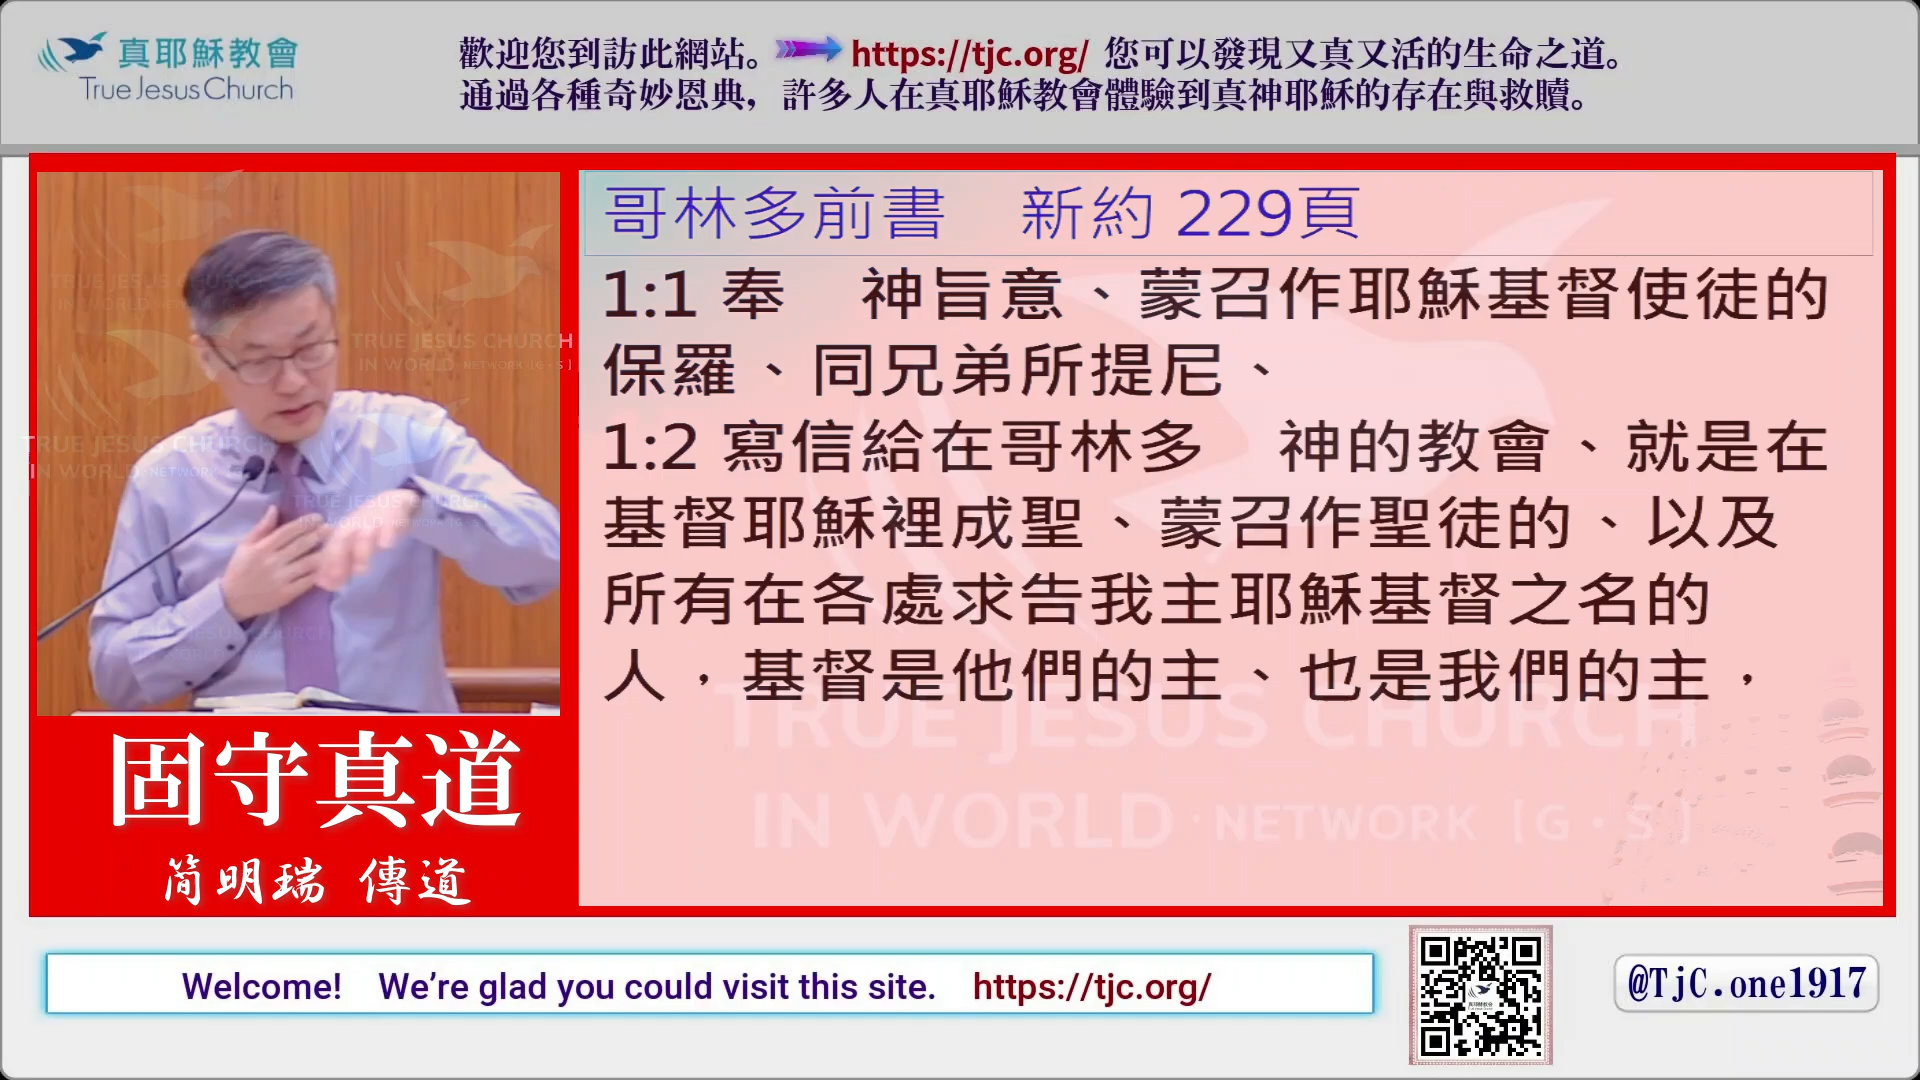 真耶穌教會
True Jesus Church
歡迎您到訪此網站。 https://tjc.org/ 您可以發現又真又活的生命之道。
通過各種奇妙恩典，許多人在真耶穌教會體驗到真神耶穌的存在與救贖。
哥林多前書　新約 229頁
1:1 奉　神旨意、蒙召作耶穌基督使徒的
保羅、同兄弟所提尼、
1:2 寫信給在哥林多　神的教會、就是在
基督耶穌裡成聖、蒙召作聖徒的、以及
所有在各處求告我主耶穌基督之名的
人，基督是他們的主、也是我們的主，
TRUE JESUS CHURCH
IN WORLD · NETWORK [G · S]
TRUE JESUS CHURCH
IN WORLD NETWORK [G · S]
固守真道
簡明瑞 傳道
Welcome! We’re glad you could visit this site. https://tjc.org/
@TjC.one1917